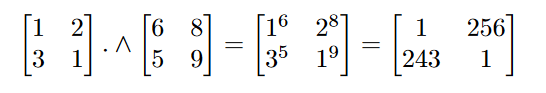 [1 2; 3 1] .∧ [6 8; 5 9] = [1^6 2^8; 3^5 1^9] = [1 256; 243 1]